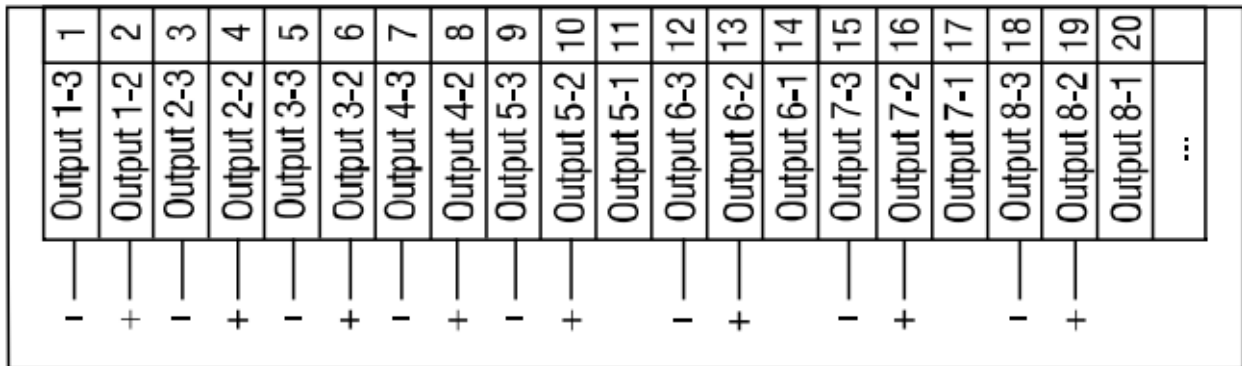 1 2 3 4 5 6 7 8 9 10 11 12 13 14 15 16 17 18 19 20
Output 1-3
Output 1-2
Output 2-3
Output 2-2
Output 3-3
Output 3-2
Output 4-3
Output 4-2
Output 5-3
Output 5-2
Output 5-1
Output 6-3
Output 6-2
Output 6-1
Output 7-3
Output 7-2
Output 7-1
Output 8-3
Output 8-2
Output 8-1
...
- + - + - + - + - + - + - + - +